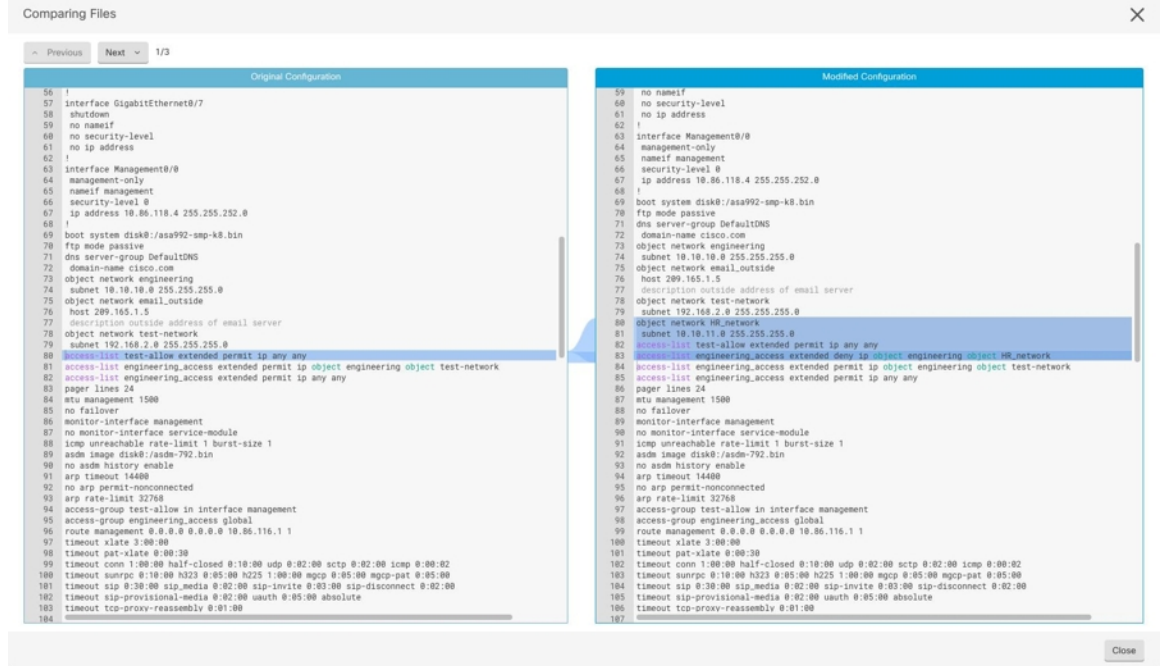 Comparing Files
Previous Next 1/3
Original Configuration
56 !
57 interface GigabitEthernet0/7
58 shutdown
59 no nameif
60 no security-level
61 no ip address
62 !
63 interface Management0/0
64 management-only
65 nameif management
66 security-level 0
67 ip address 10.86.118.4 255.255.252.0
68 !
69 boot system disk0:/asa992-smp-k8.bin
70 ftp mode passive
71 dns server-group DefaultDNS
72 domain-name cisco.com
73 object network engineering
74 subnet 10.10.10.0 255.255.255.0
75 object network email_outside
76 host 209.165.1.5
77 description outside address of email server
78 object network test-network
79 subnet 192.168.2.0 255.255.255.0
80 access-list test-allow extended permit ip any any
81 access-list engineering_access extended permit ip object engineering object test-network
82 access-list engineering_access extended permit ip any any
83 pager lines 24
84 mtu management 1500
85 no failover
86 monitor-interface management
87 no monitor-interface service-module
88 icmp unreachable rate-limit 1 burst-size 1
89 asdm image disk0:/asdm-792.bin
90 no asdm history enable
91 arp timeout 14400
92 no arp permit-nonconnected
93 arp rate-limit 32768
94 access-group test-allow in interface management
95 access-group engineering_access global
96 route management 0.0.0.0 0.0.0.0 10.86.116.1 1
97 timeout xlate 3:00:00
98 timeout pat-xlate 0:00:30
99 timeout conn 1:00:00 half-closed 0:10:00 udp 0:02:00 sctp 0:02:00 icmp 0:00:02
100 timeout sunrpc 0:10:00 h323 0:05:00 h225 1:00:00 mgcp 0:05:00 mgcp-pat 0:05:00
101 timeout sip 0:30:00 sip_media 0:02:00 sip-invite 0:03:00 sip-disconnect 0:02:00
102 timeout sip-provisional-media 0:02:00 uauth 0:05:00 absolute
103 timeout tcp-proxy-reassembly 0:01:00
104
Modified Configuration
59 no nameif
60 no security-level
61 no ip address
62 !
63 interface Management0/0
64 management-only
65 nameif management
66 security-level 0
67 ip address 10.86.118.4 255.255.252.0
68 !
69 boot system disk0:/asa992-smp-k8.bin
70 ftp mode passive
71 dns server-group DefaultDNS
72 domain-name cisco.com
73 object network engineering
74 subnet 10.10.10.0 255.255.255.0
75 object network email_outside
76 host 209.165.1.5
77 description outside address of email server
78 object network test-network
79 subnet 192.168.2.0 255.255.255.0
80 object network HR_network
81 subnet 10.10.11.0 255.255.255.0
82 access-list test-allow extended permit ip any any
83 access-list engineering_access extended deny ip object engineering object HR_network
84 access-list engineering_access extended permit ip object engineering object test-network
85 access-list engineering_access extended permit ip any any
86 pager lines 24
87 mtu management 1500
88 no failover
89 monitor-interface management
90 no monitor-interface service-module
91 icmp unreachable rate-limit 1 burst-size 1
92 asdm image disk0:/asdm-792.bin
93 no asdm history enable
94 arp timeout 14400
95 no arp permit-nonconnected
96 arp rate-limit 32768
97 access-group test-allow in interface management
98 access-group engineering_access global
99 route management 0.0.0.0 0.0.0.0 10.86.116.1 1
100 timeout xlate 3:00:00
101 timeout pat-xlate 0:00:30
102 timeout conn 1:00:00 half-closed 0:10:00 udp 0:02:00 sctp 0:02:00 icmp 0:00:02
103 timeout sunrpc 0:10:00 h323 0:05:00 h225 1:00:00 mgcp 0:05:00 mgcp-pat 0:05:00
104 timeout sip 0:30:00 sip_media 0:02:00 sip-invite 0:03:00 sip-disconnect 0:02:00
105 timeout sip-provisional-media 0:02:00 uauth 0:05:00 absolute
106 timeout tcp-proxy-reassembly 0:01:00
107
Close